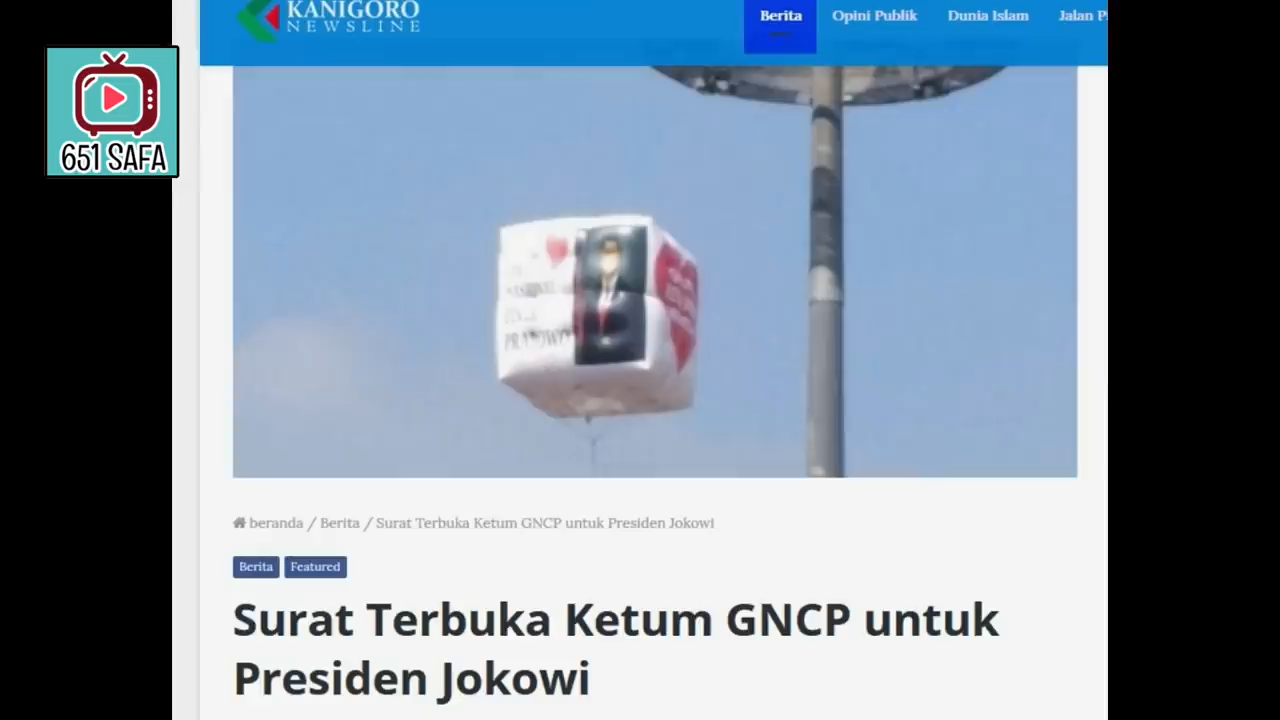 KANIGORO
NEWSLINE
Berita
Opini Publik
Dunia Islam
Jalan P
651 SAFA
beranda / Berita / Surat Terbuka Ketum GNCP untuk Presiden Jokowi
Berita
Featured
Surat Terbuka Ketum GNCP untuk
Presiden Jokowi